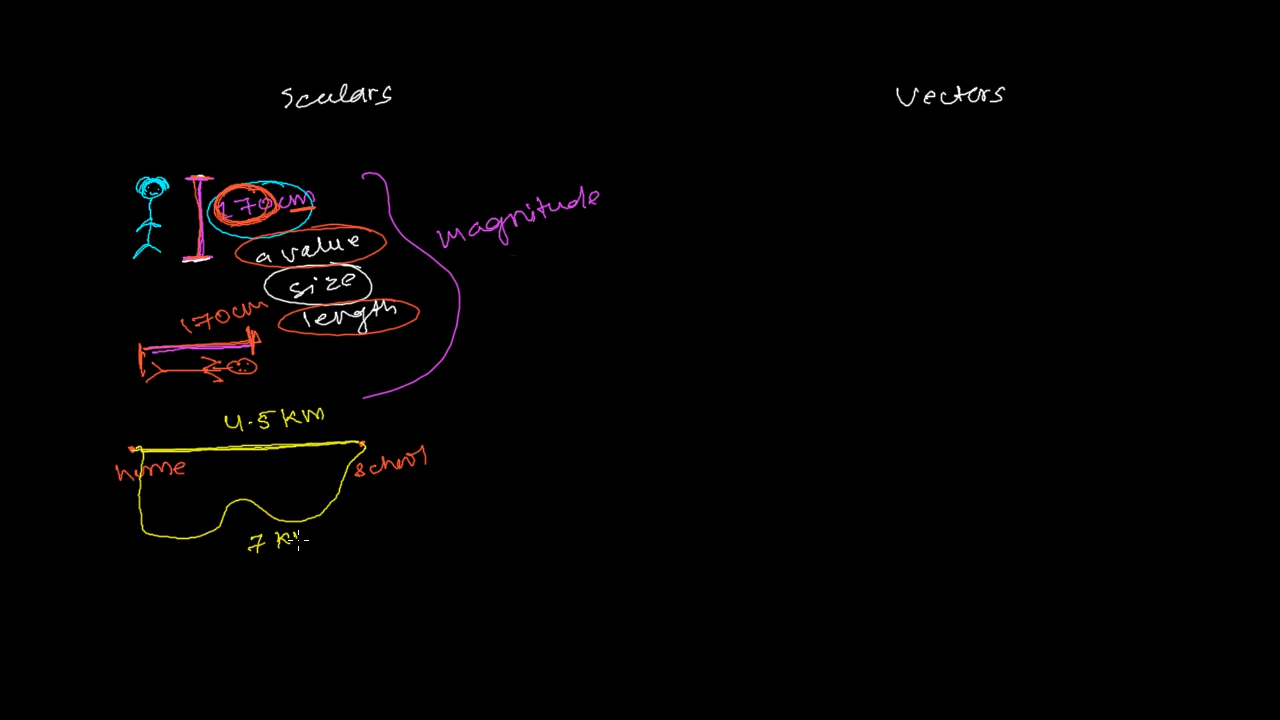 Scalars
Vectors
170cm
a value
size
length
magnitude
170cm
4.5 KM
home
school
7 KM